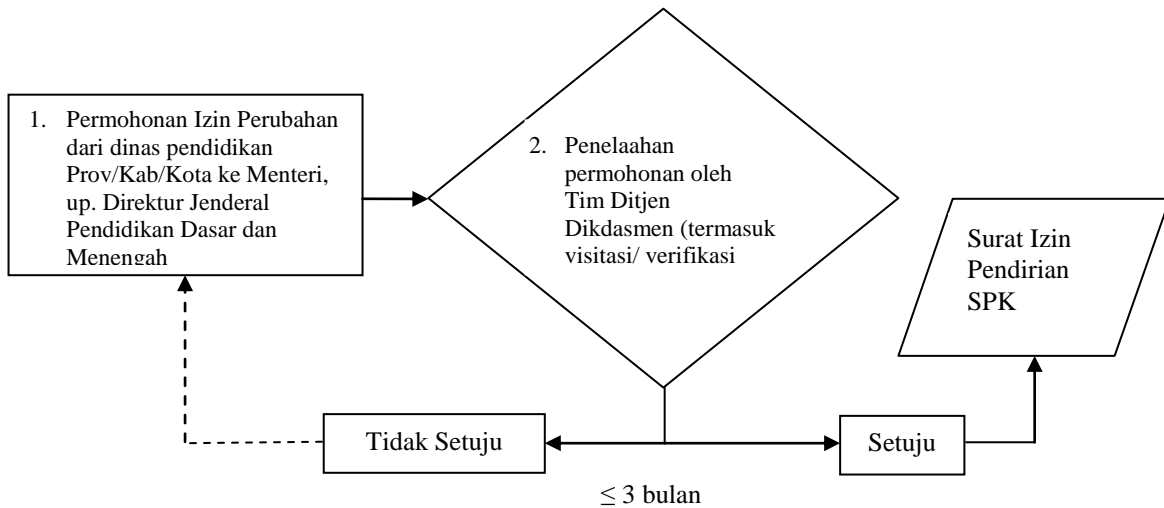 1. Permohonan Izin Perubahan
dari dinas pendidikan
Prov/Kab/Kota ke Menteri,
up. Direktur Jenderal
Pendidikan Dasar dan
Menengah
2. Penelaahan
permohonan oleh
Tim Ditjen
Dikdasmen (termasuk
visitasi/ verifikasi
Surat Izin
Pendirian
SPK
Tidak Setuju
Setuju
≤ 3 bulan